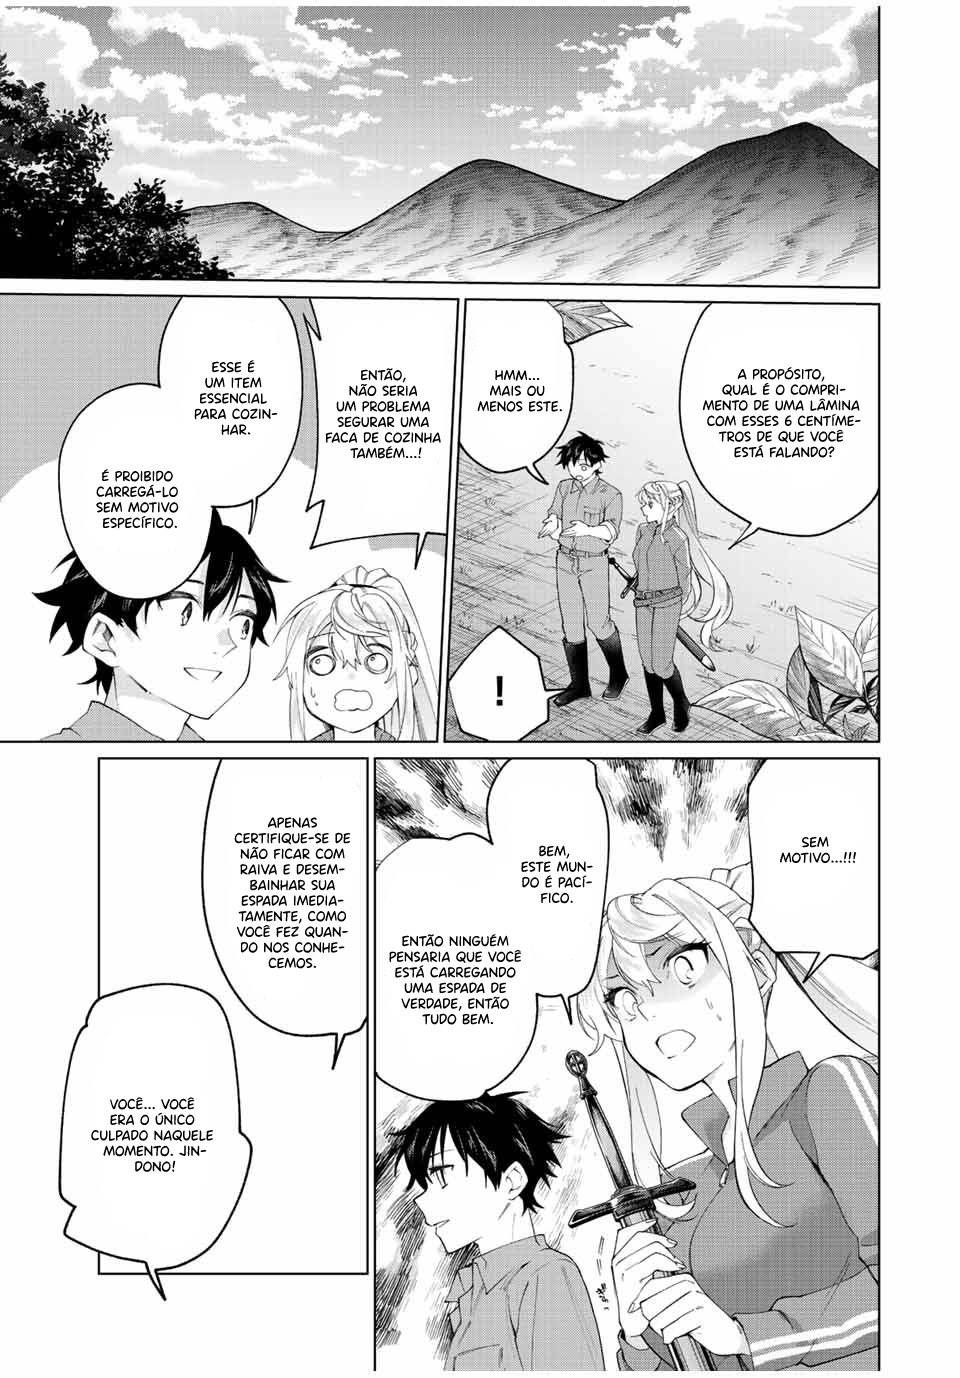 A PROPÓSITO,
QUAL É O COMPRI-
MENTO DE UMA LÂMINA
COM ESSES 6 CENTÍME-
TROS DE QUE VOCÊ
ESTÁ FALANDO?
HMM...
MAIS OU
MENOS ESTE.
!
ENTÃO,
NÃO SERIA
UM PROBLEMA
SEGURAR UMA
FACA DE COZINHA
TAMBÉM...!
ESSE É
UM ITEM
ESSENCIAL
PARA COZIN-
HAR.
É PROIBIDO
CARREGÁ-LO
SEM MOTIVO
ESPECÍFICO.
SEM
MOTIVO...!!!
BEM,
ESTE MUN-
DO É PACÍ-
FICO.
ENTÃO NINGUÉM
PENSARIA QUE VOCÊ
ESTÁ CARREGANDO
UMA ESPADA DE
VERDADE, ENTÃO
TUDO BEM.
APENAS
CERTIFIQUE-SE DE
NÃO FICAR COM
RAIVA E DESEM-
BAINHAR SUA
ESPADA IMEDIA-
TAMENTE, COMO
VOCÊ FEZ QUAN-
DO NOS CONHE-
CEMOS.
VOCÊ... VOCÊ
ERA O ÚNICO
CULPADO NAQUELE
MOMENTO. JIN-
DONO!